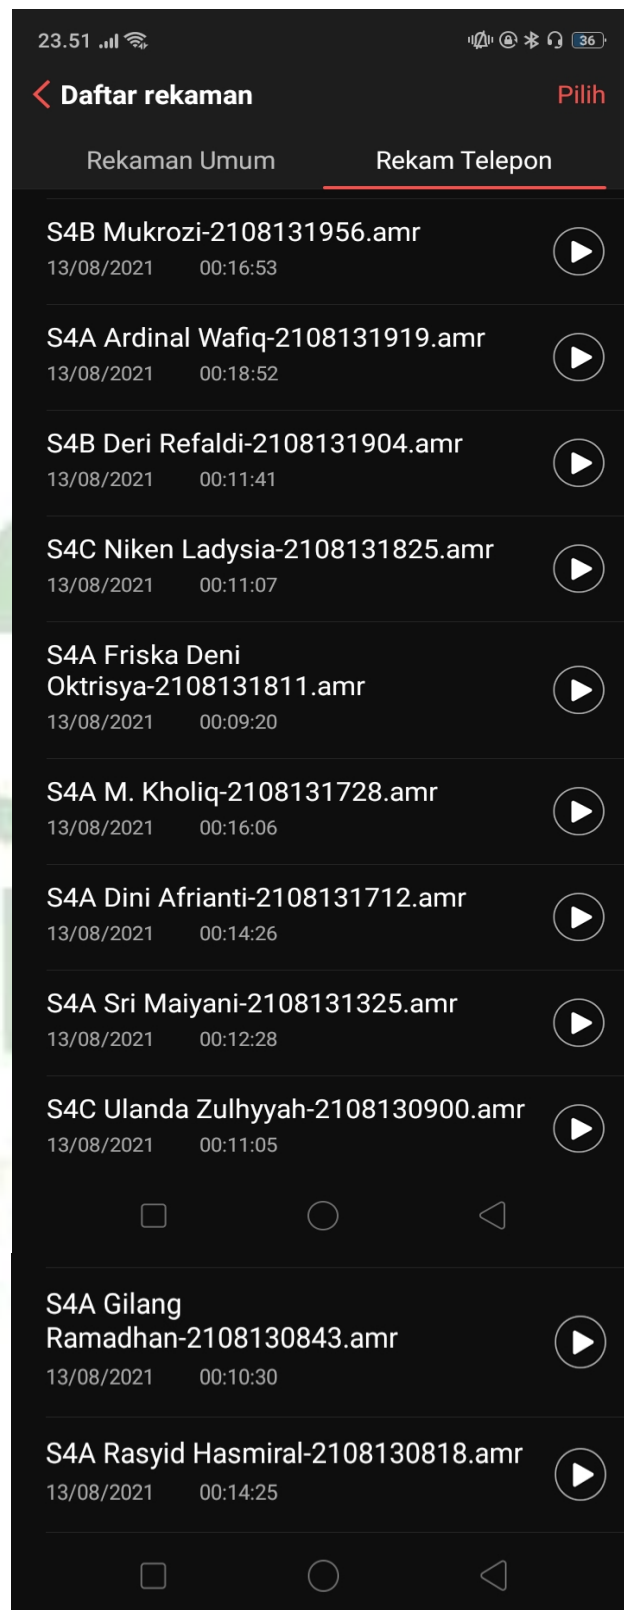 23.51
36
Daftar rekaman
Pilih
Rekaman Umum
Rekam Telepon
S4B Mukrozi-2108131956.amr
13/08/2021 00:16:53
S4A Ardinal Wafiq-2108131919.amr
13/08/2021 00:18:52
S4B Deri Refaldi-2108131904.amr
13/08/2021 00:11:41
S4C Niken Ladysia-2108131825.amr
13/08/2021 00:11:07
S4A Friska Deni
Oktrisya-2108131811.amr
13/08/2021 00:09:20
S4A M. Kholiq-2108131728.amr
13/08/2021 00:16:06
S4A Dini Afrianti-2108131712.amr
13/08/2021 00:14:26
S4A Sri Maiyani-2108131325.amr
13/08/2021 00:12:28
S4C Ulanda Zulhyyah-2108130900.amr
13/08/2021 00:11:05
S4A Gilang
Ramadhan-2108130843.amr
13/08/2021 00:10:30
S4A Rasyid Hasmiral-2108130818.amr
13/08/2021 00:14:25